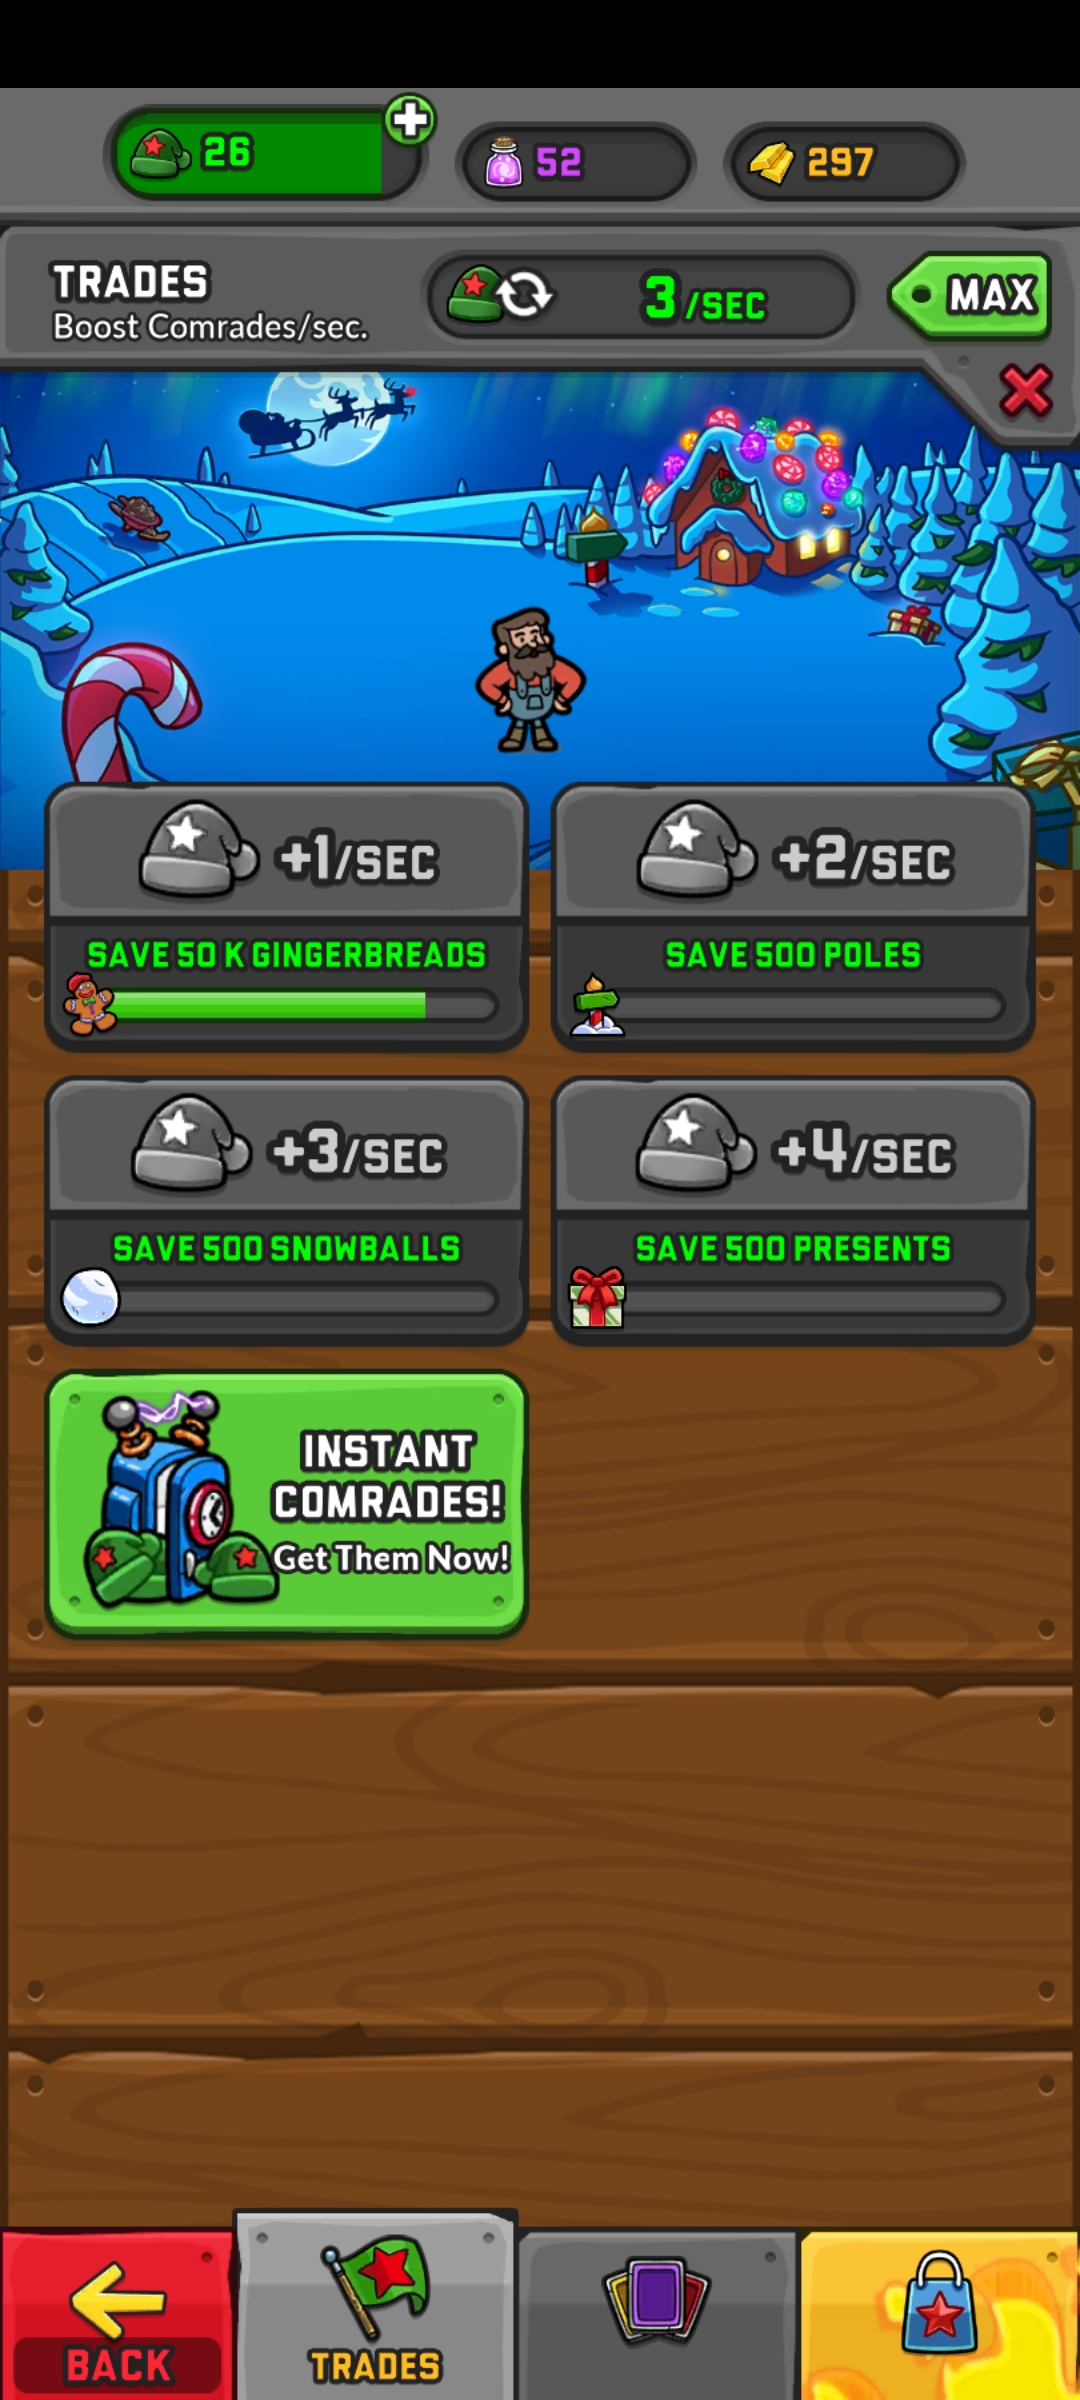 26
52
297
TRADES
Boost Comrades/sec.
3/SEC
MAX
+1/SEC
SAVE 50 K GINGERBREADS
+2/SEC
SAVE 500 POLES
+3/SEC
SAVE 500 SNOWBALLS
+4/SEC
SAVE 500 PRESENTS
INSTANT
COMRADES!
Get Them Now!
BACK
TRADES